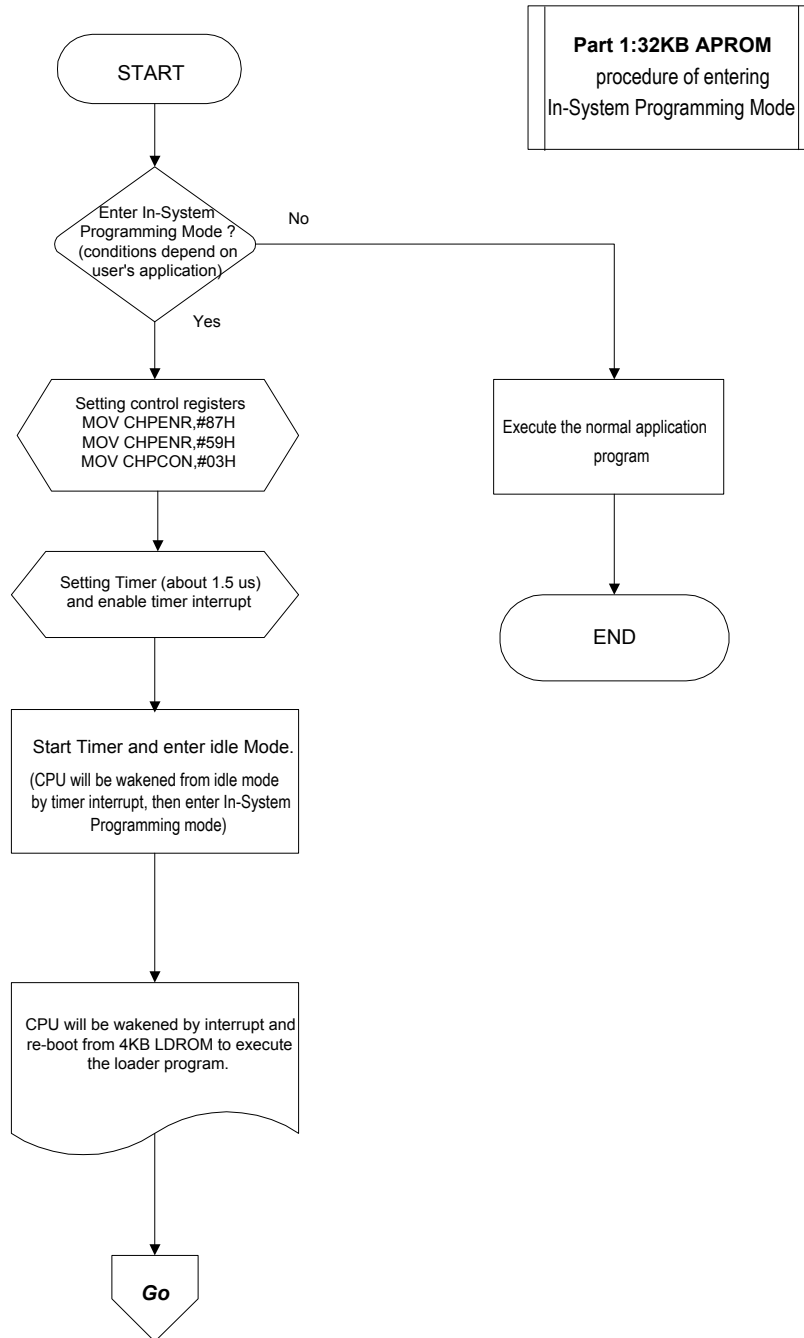 START
Part 1:32KB APROM
procedure of entering
In-System Programming Mode
Enter In-System
Programming Mode ?
(conditions depend on
user's application)
No
Yes
Setting control registers
MOV CHPENR,#87H
MOV CHPENR,#59H
MOV CHPCON,#03H
Execute the normal application
program
Setting Timer (about 1.5 us)
and enable timer interrupt
END
Start Timer and enter idle Mode.
(CPU will be wakened from idle mode
by timer interrupt, then enter In-System
Programming mode)
CPU will be wakened by interrupt and
re-boot from 4KB LDROM to execute
the loader program.
Go